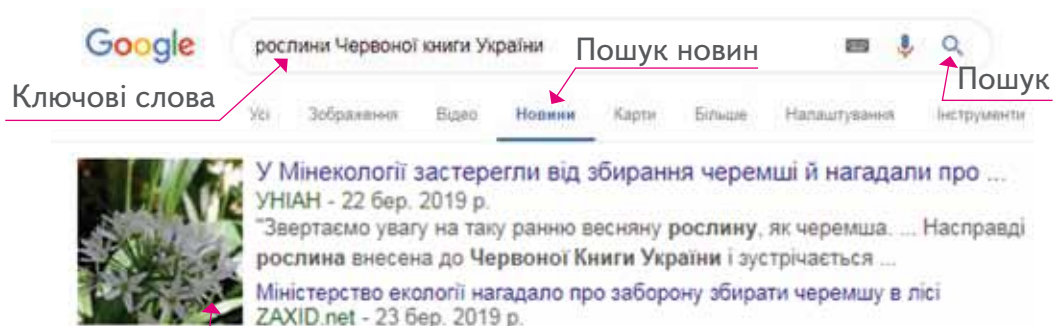 Google
рослини Червоної книги України
Пошук новин
Пошук
Ключові слова
Усі Зображення Відео Новини Карти Більше Налаштування Інструменти
У Мінекології застерегли від збирання черемші й нагадали про ...
УНІАН - 22 бер. 2019 р.
"Звертаємо увагу на таку ранню весняну рослину, як черемша. ... Насправді
рослина внесена до Червоної Книги України і зустрічається ...
Міністерство екології нагадало про заборону збирати черемшу в лісі
ZAXID.net - 23 бер. 2019 р.